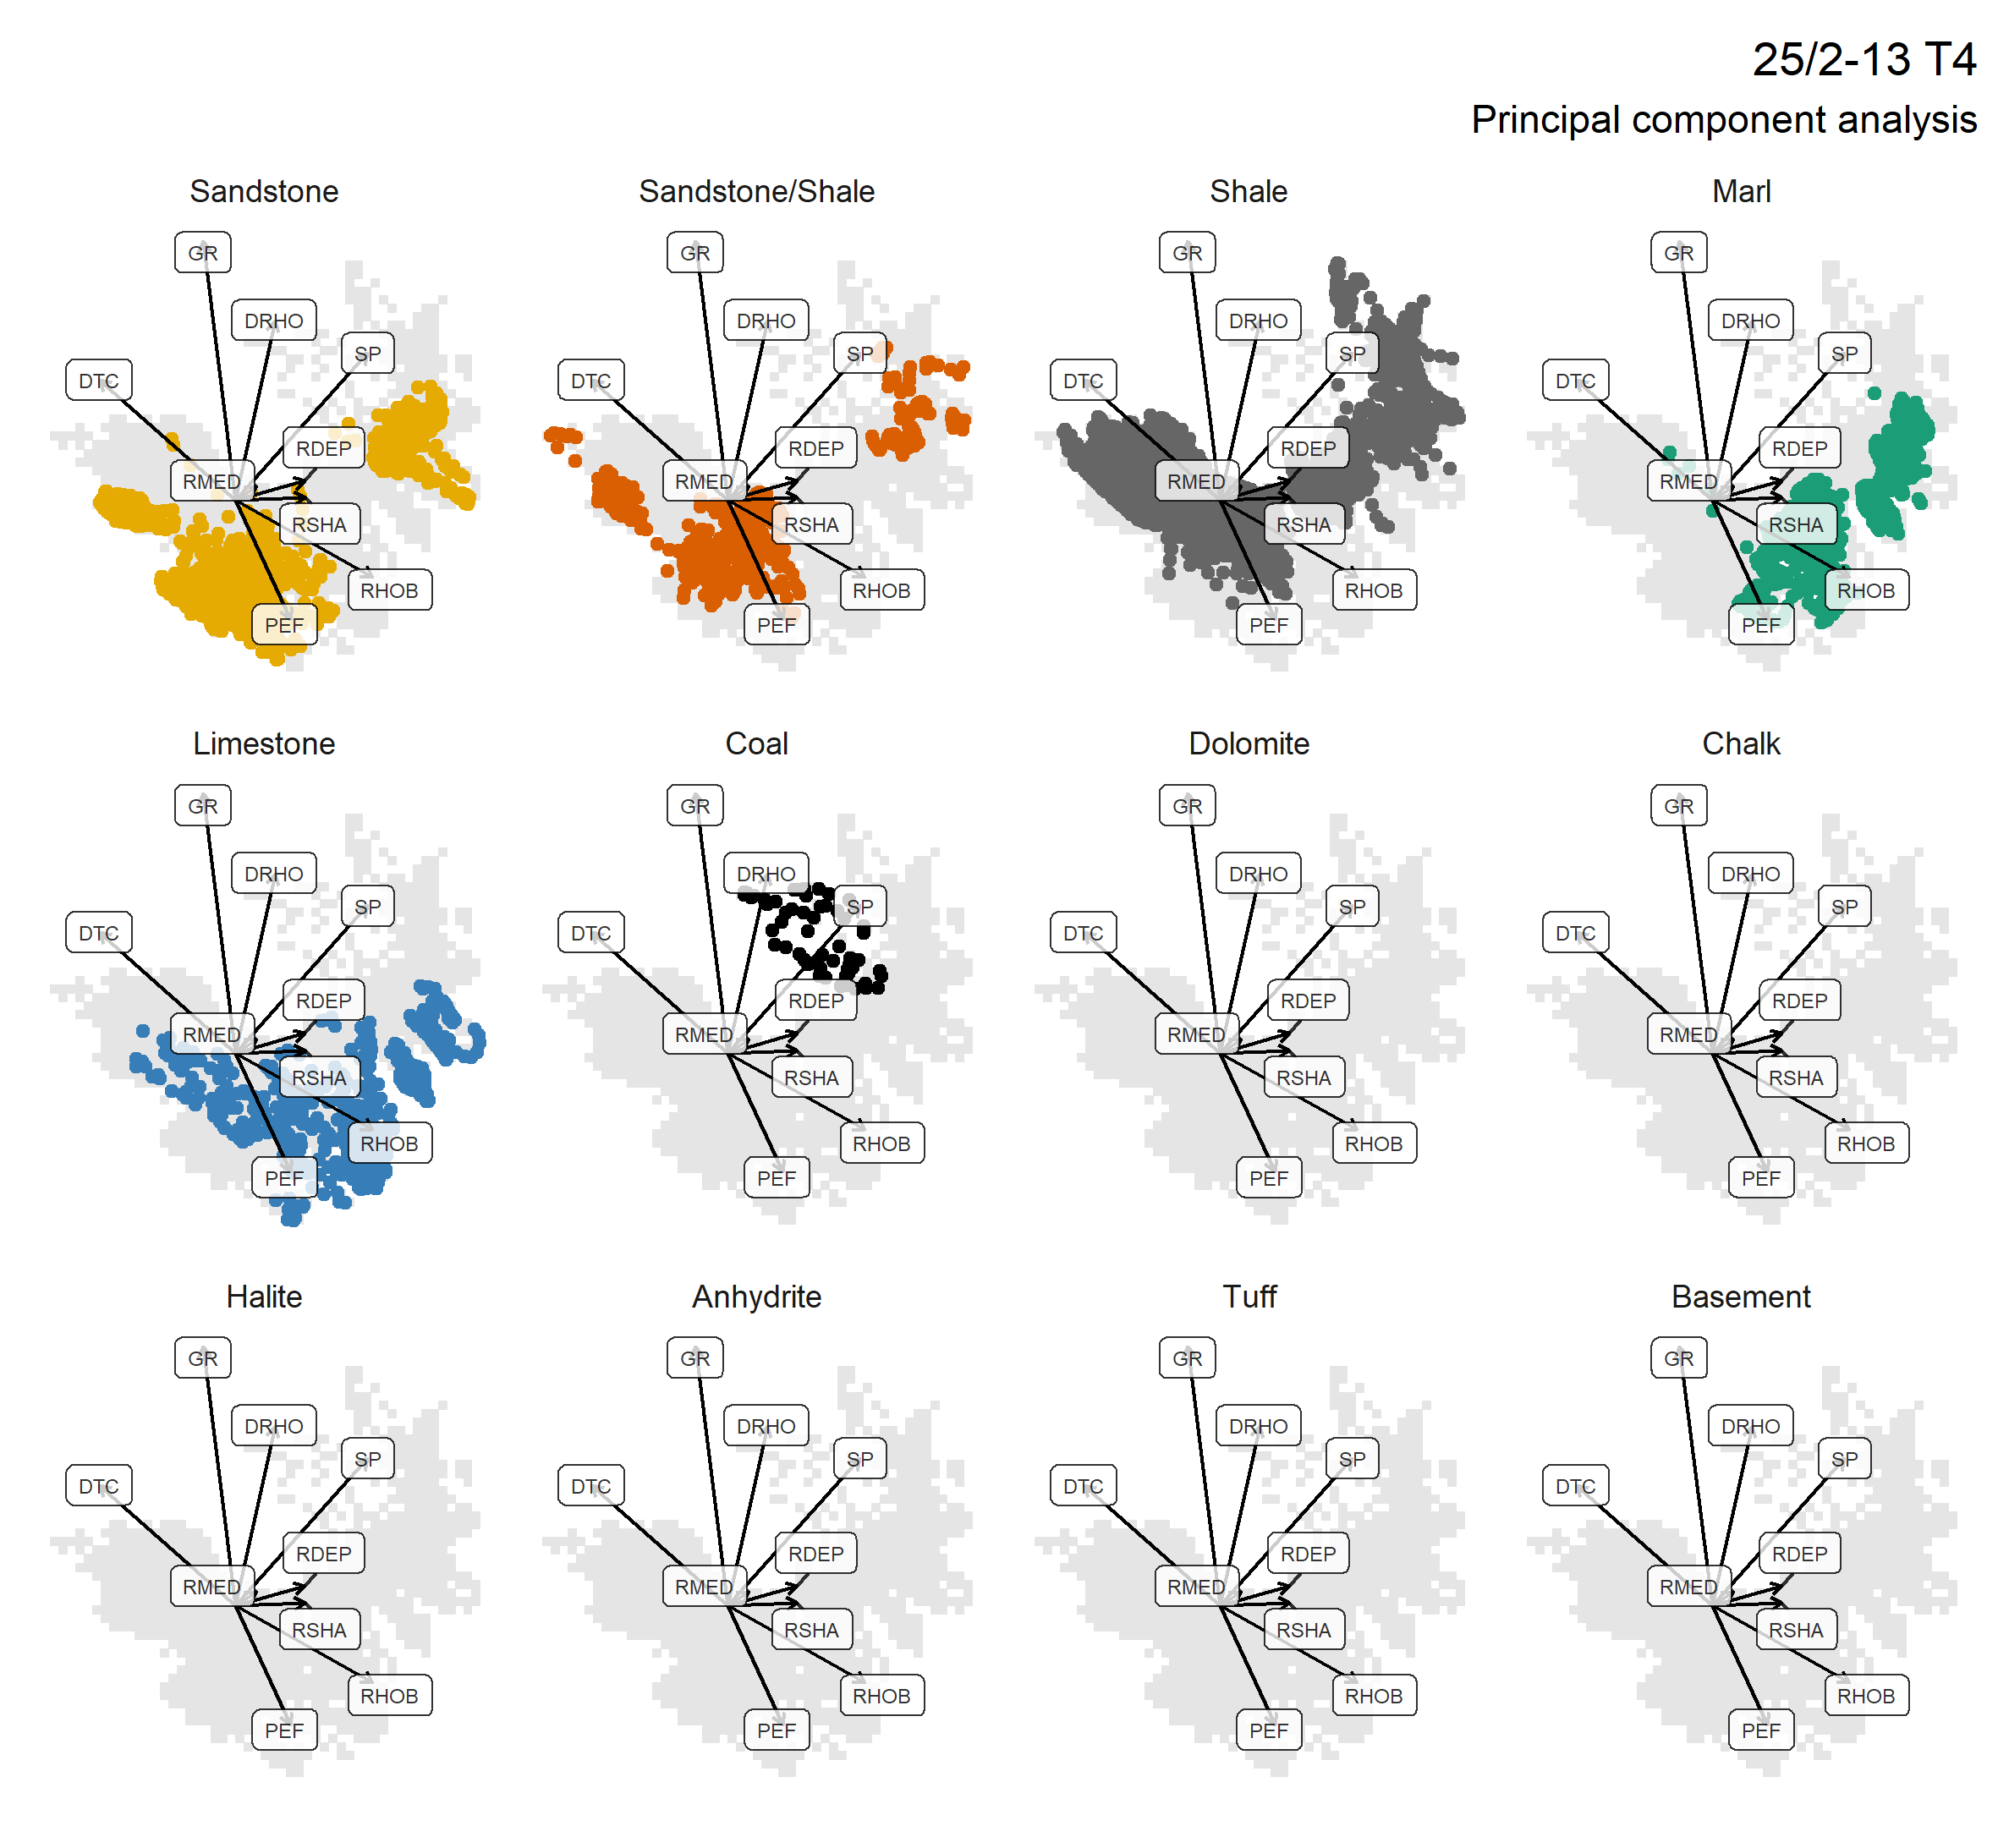 25/2-13 T4
Principal component analysis
Sandstone
GR
DRHO
SP
DTC
RDEP
RMED
RSHA
RHOB
PEF
Sandstone/Shale
GR
DRHO
SP
DTC
RDEP
RMED
RSHA
RHOB
PEF
Shale
GR
DRHO
SP
DTC
RDEP
RMED
RSHA
RHOB
PEF
Marl
GR
DRHO
SP
DTC
RDEP
RMED
RSHA
RHOB
PEF
Limestone
GR
DRHO
SP
DTC
RDEP
RMED
RSHA
RHOB
PEF
Coal
GR
DRHO
SP
DTC
RDEP
RMED
RSHA
RHOB
PEF
Dolomite
GR
DRHO
SP
DTC
RDEP
RMED
RSHA
RHOB
PEF
Chalk
GR
DRHO
SP
DTC
RDEP
RMED
RSHA
RHOB
PEF
Halite
GR
DRHO
SP
DTC
RDEP
RMED
RSHA
RHOB
PEF
Anhydrite
GR
DRHO
SP
DTC
RDEP
RMED
RSHA
RHOB
PEF
Tuff
GR
DRHO
SP
DTC
RDEP
RMED
RSHA
RHOB
PEF
Basement
GR
DRHO
SP
DTC
RDEP
RMED
RSHA
RHOB
PEF